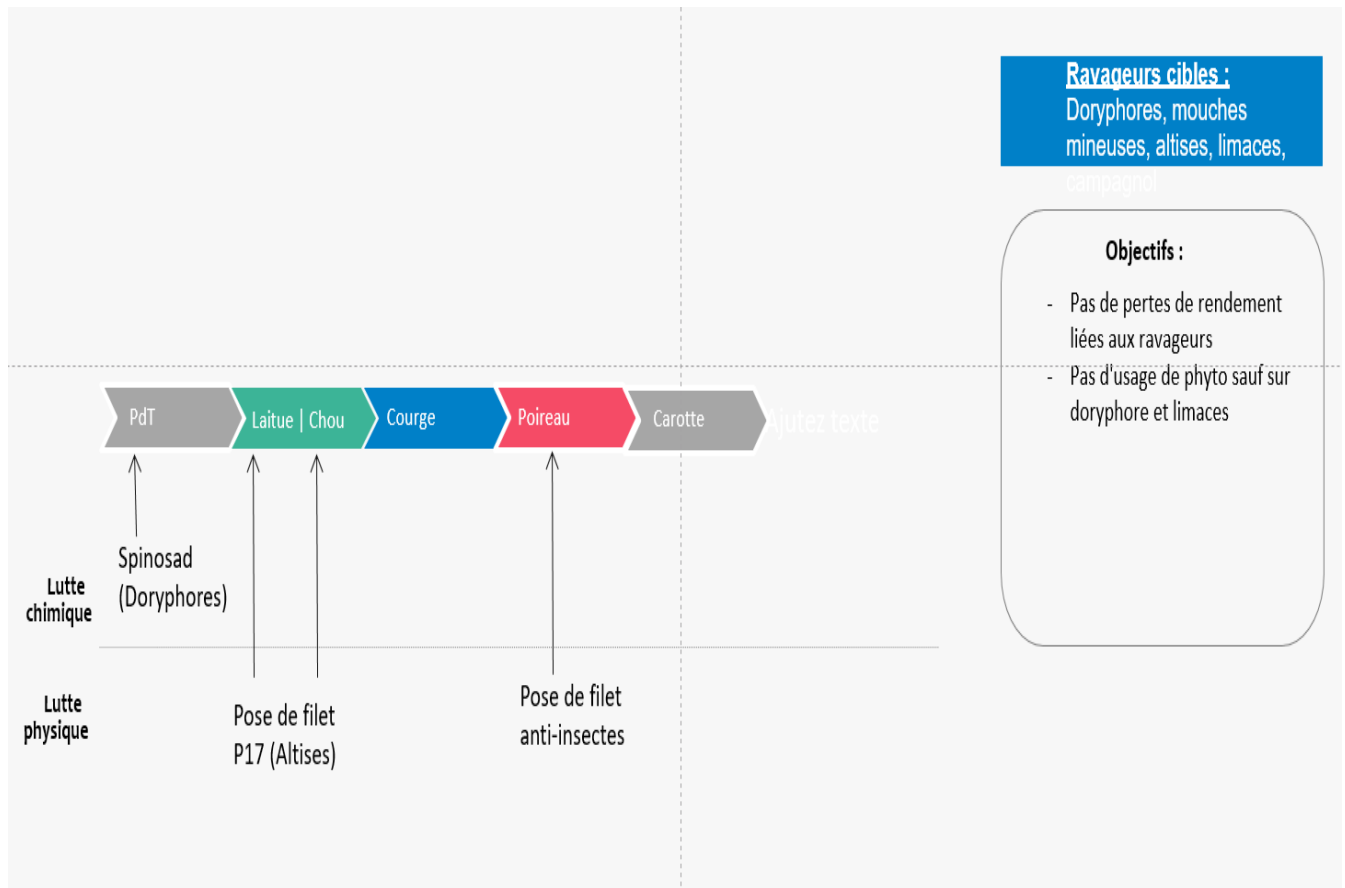 Ravageurs cibles :
Doryphores, mouches
mineuses, altises, limaces,
campagnol
Objectifs :
- Pas de pertes de rendement
liées aux ravageurs
- Pas d'usage de phyto sauf sur
doryphore et limaces
PdT
Laitue | Chou
Courge
Poireau
Carotte
Ajutez texte
Spinosad
(Doryphores)
Lutte
chimique
Lutte
physique
Pose de filet
P17 (Altises)
Pose de filet
anti-insectes